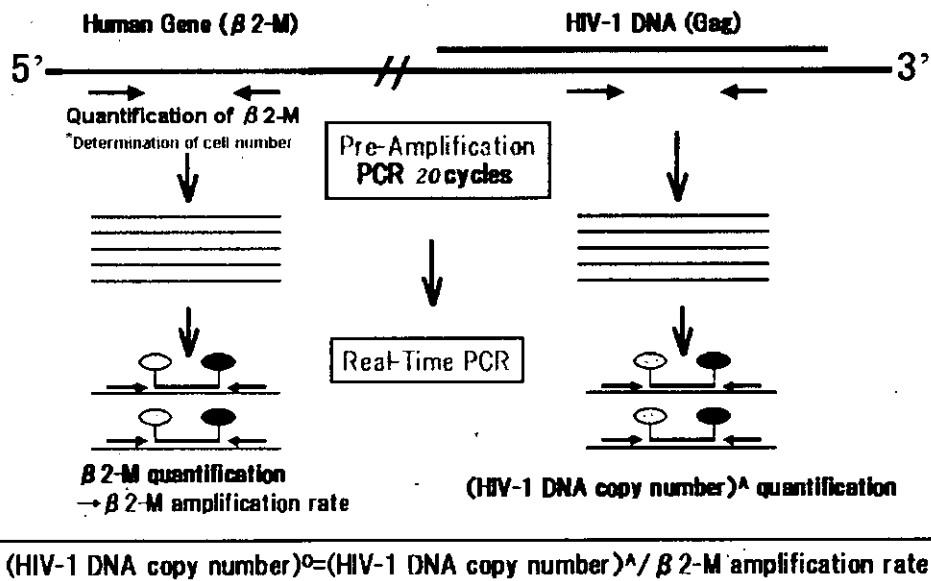 Human Gene (β2-M)
HIV-1 DNA (Gag)
5’
3’
Quantification of β2-M
*Determination of cell number
Pre-Amplification
PCR 20 cycles
Real-Time PCR
β2-M quantification
→β2-M amplification rate
(HIV-1 DNA copy number)ᴬ quantification
(HIV-1 DNA copy number)ᴼ=(HIV-1 DNA copy number)ᴬ/β2-M amplification rate